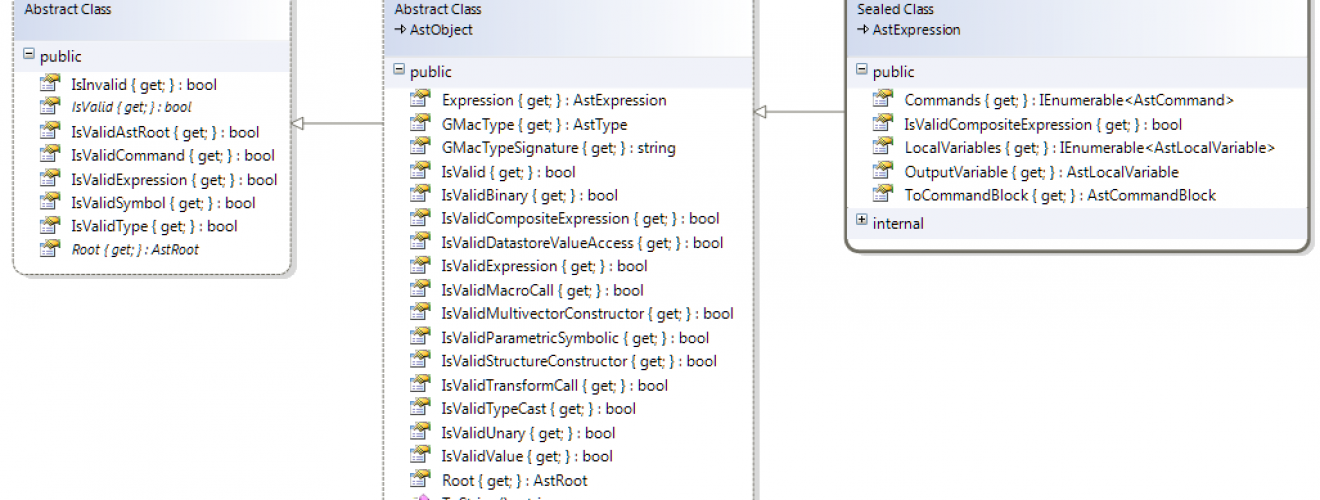 Abstract Class
public
IsInvalid { get; } : bool
IsValid { get; } : bool
IsValidAstRoot { get; } : bool
IsValidCommand { get; } : bool
IsValidExpression { get; } : bool
IsValidSymbol { get; } : bool
IsValidType { get; } : bool
Root { get; } : AstRoot
Abstract Class
AstObject
public
Expression { get; } : AstExpression
GMacType { get; } : AstType
GMacTypeSignature { get; } : string
IsValid { get; } : bool
IsValidBinary { get; } : bool
IsValidCompositeExpression { get; } : bool
IsValidDatastoreValueAccess { get; } : bool
IsValidExpression { get; } : bool
IsValidMacroCall { get; } : bool
IsValidMultivectorConstructor { get; } : bool
IsValidParametricSymbolic { get; } : bool
IsValidStructureConstructor { get; } : bool
IsValidTransformCall { get; } : bool
IsValidTypeCast { get; } : bool
IsValidUnary { get; } : bool
IsValidValue { get; } : bool
Root { get; } : AstRoot
Sealed Class
AstExpression
public
Commands { get; } : IEnumerable<AstCommand>
IsValidCompositeExpression { get; } : bool
LocalVariables { get; } : IEnumerable<AstLocalVariable>
OutputVariable { get; } : AstLocalVariable
ToCommandBlock { get; } : AstCommandBlock
internal